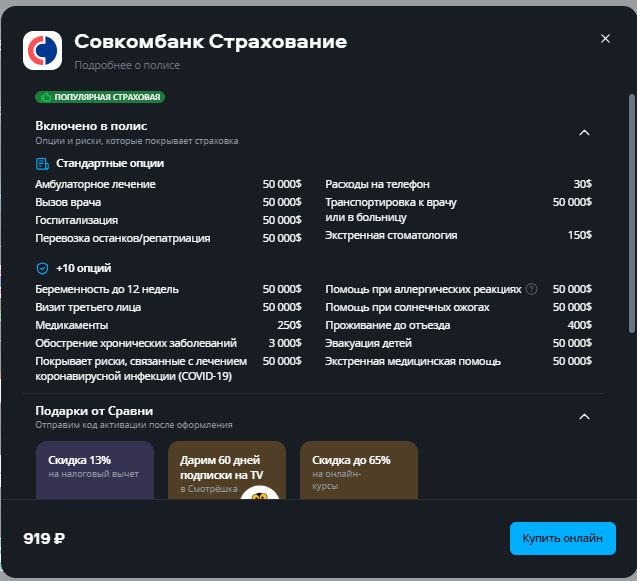 Совкомбанк Страхование
Подробнее о полисе
ПОПУЛЯРНАЯ СТРАХОВАЯ
Включено в полис
Опции и риски, которые покрывает страховка
Стандартные опции
Амбулаторное лечение 50 000$
Вызов врача 50 000$
Госпитализация 50 000$
Перевозка останков/репатриация 50 000$
Расходы на телефон 30$
Транспортировка к врачу 50 000$
или в больницу
Экстренная стоматология 150$
+10 опций
Беременность до 12 недель 50 000$
Визит третьего лица 50 000$
Медикаменты 250$
Обострение хронических заболеваний 3 000$
Покрывает риски, связанные с лечением 50 000$
коронавирусной инфекции (COVID-19)
Помощь при аллергических реакциях ? 50 000$
Помощь при солнечных ожогах 50 000$
Проживание до отъезда 400$
Эвакуация детей 50 000$
Экстренная медицинская помощь 50 000$
Подарки от Сравни
Отправим код активации после оформления
Скидка 13%
на налоговый вычет
Дарим 60 дней
подписки на TV
в Смотрёшка
Скидка до 65%
на онлайн-
курсы
919 ₽
Купить онлайн